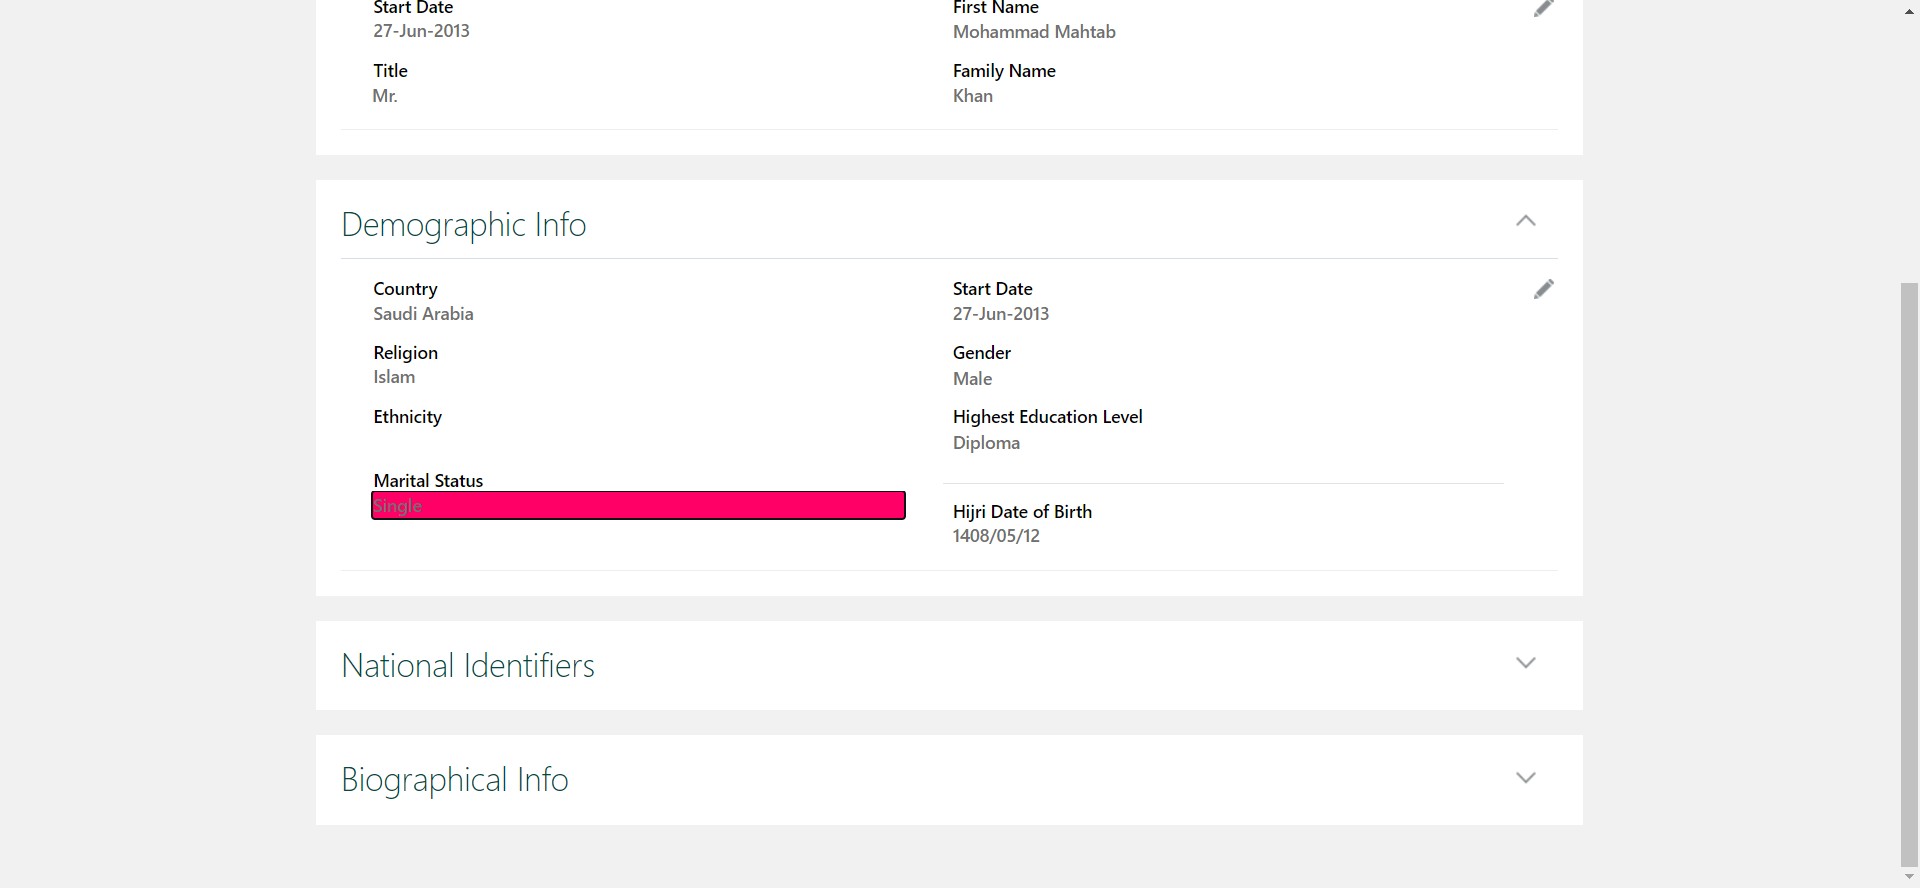 Start Date
27-Jun-2013
First Name
Mohammad Mahtab
Title
Mr.
Family Name
Khan
Demographic Info
Country
Saudi Arabia
Start Date
27-Jun-2013
Religion
Islam
Gender
Male
Ethnicity
Highest Education Level
Diploma
Marital Status
Single
Hijri Date of Birth
1408/05/12
National Identifiers
Biographical Info